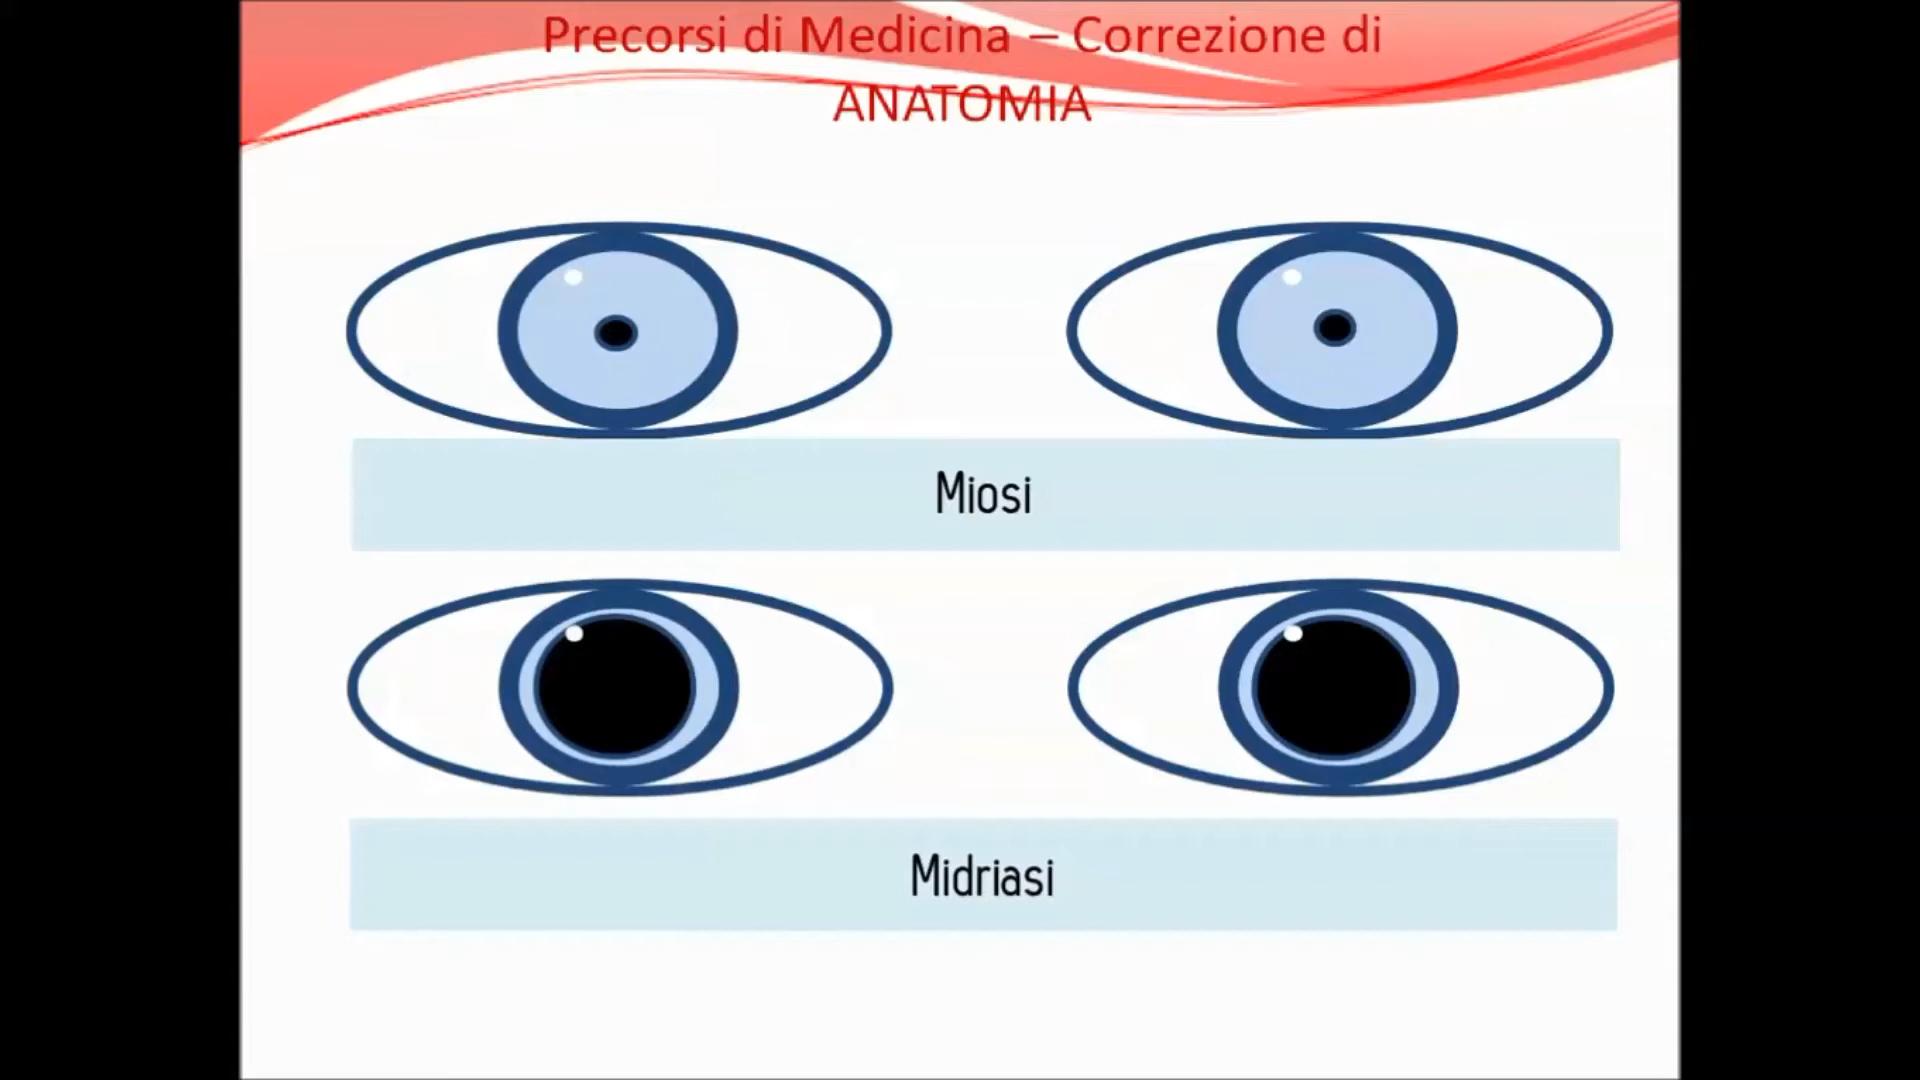 Precorsi di Medicina – Correzione di
ANATOMIA
Miosi
Midriasi